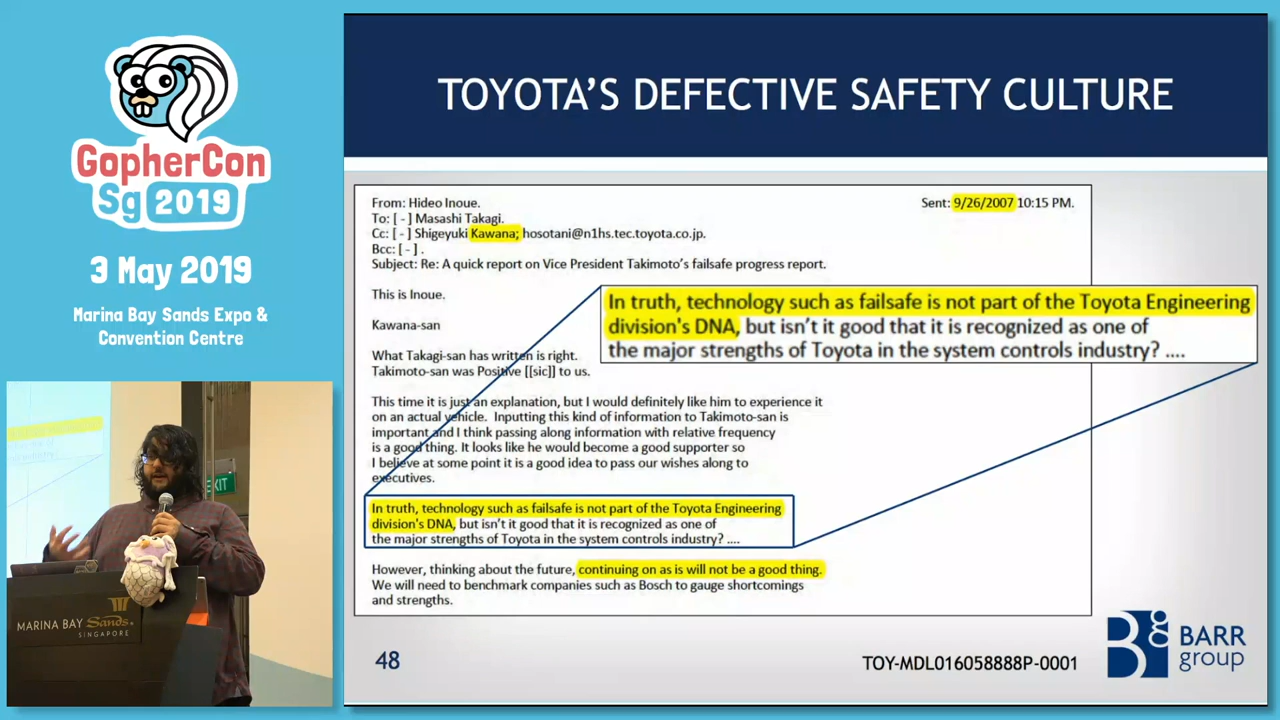 GopherCon
Sg 2019
3 May 2019
Marina Bay Sands Expo &
Convention Centre
EXIT
MARINA BAY Sands
SINGAPORE
TOYOTA'S DEFECTIVE SAFETY CULTURE
From: Hideo Inoue.
Sent: 9/26/2007 10:15 PM.
To: [ - ] Masashi Takagi.
Cc: [ - ] Shigeyuki Kawana; hosotani@n1hs.tec.toyota.co.jp.
Bcc: [ - ] .
Subject: Re: A quick report on Vice President Takimoto's failsafe progress report.
This is Inoue.
Kawana-san
What Takagi-san has written is right.
Takimoto-san was Positive [[sic]] to us.
This time it is just an explanation, but I would definitely like him to experience it
on an actual vehicle. Inputting this kind of information to Takimoto-san is
important and I think passing along information with relative frequency
is a good thing. It looks like he would become a good supporter so
I believe at some point it is a good idea to pass our wishes along to
executives.
In truth, technology such as failsafe is not part of the Toyota Engineering
division's DNA, but isn't it good that it is recognized as one of
the major strengths of Toyota in the system controls industry? ....
In truth, technology such as failsafe is not part of the Toyota Engineering
division's DNA, but isn't it good that it is recognized as one of
the major strengths of Toyota in the system controls industry? ....
However, thinking about the future, continuing on as is will not be a good thing.
We will need to benchmark companies such as Bosch to gauge shortcomings
and strengths.
48
TOY-MDL016058888P-0001
BARR
group